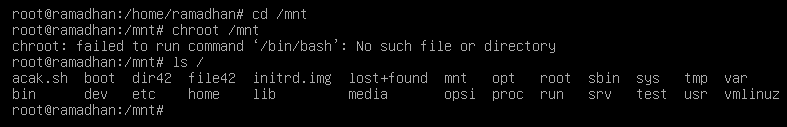 root@ramadhan:/home/ramadhan# cd /mnt
root@ramadhan:/mnt# chroot /mnt
chroot: failed to run command ‘/bin/bash’: No such file or directory
root@ramadhan:/mnt# ls /
acak.sh  boot  dir42  file42  initrd.img  lost+found  mnt   opt   root  sbin  sys   tmp  var
bin      dev   etc    home    lib         media       opsi  proc  run   srv   test  usr  vmlinuz
root@ramadhan:/mnt#